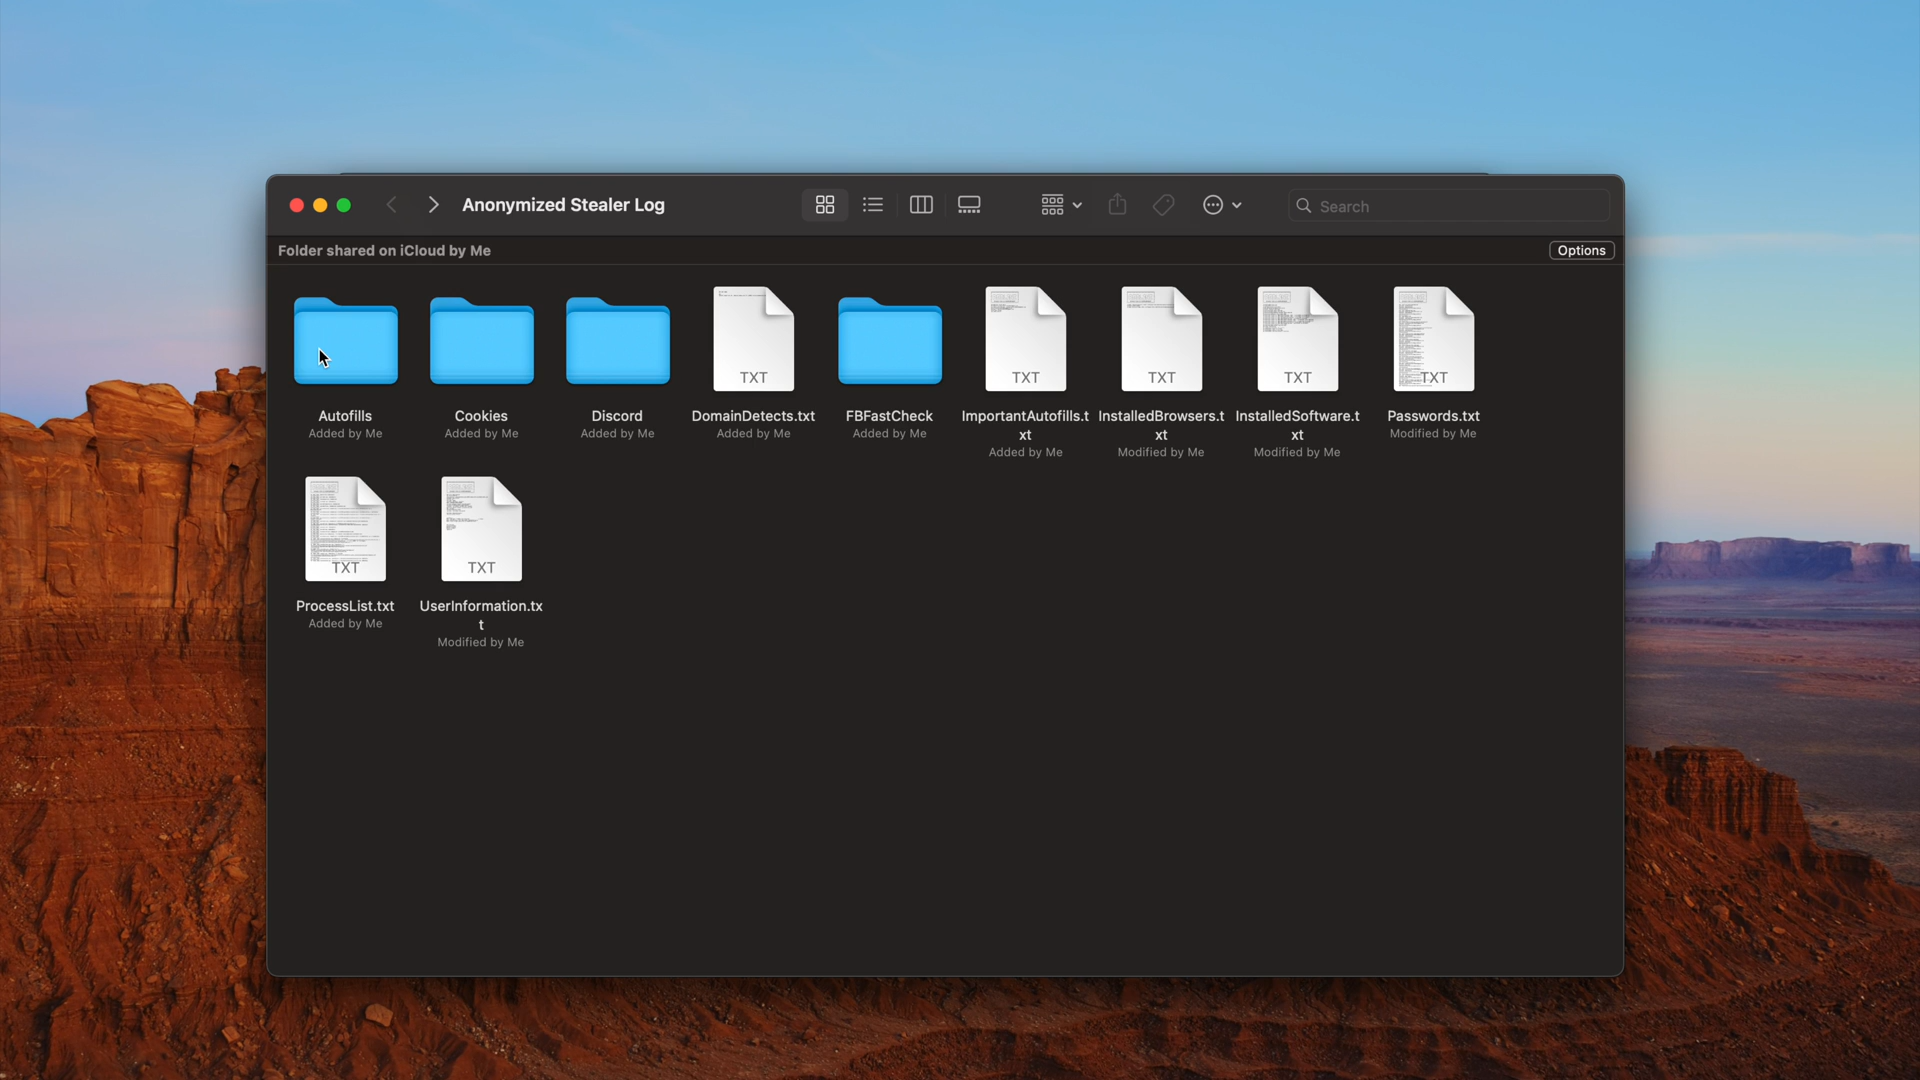 Anonymized Stealer Log
Search
Folder shared on iCloud by Me
Options
TXT
TXT
TXT
TXT
TXT
Autofills
Added by Me
Cookies
Added by Me
Discord
Added by Me
DomainDetects.txt
Added by Me
FBFastCheck
Added by Me
ImportantAutofills.t
xt
Added by Me
InstalledBrowsers.t
xt
Modified by Me
InstalledSoftware.t
xt
Modified by Me
Passwords.txt
Modified by Me
TXT
TXT
ProcessList.txt
Added by Me
UserInformation.tx
t
Modified by Me